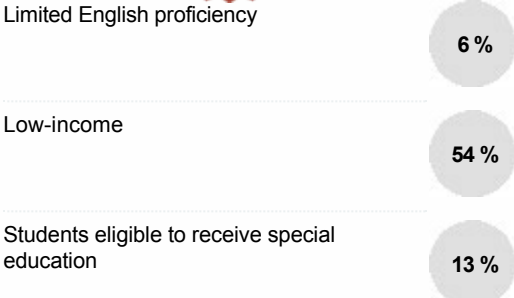 Limited English proficiency
6 %
Low-income
54 %
Students eligible to receive special
education
13 %